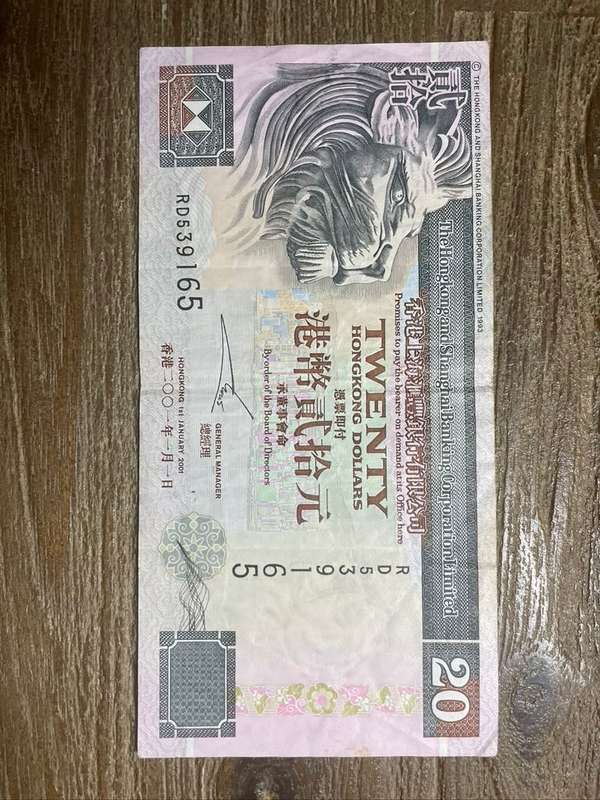 © THE HONGKONG AND SHANGHAI BANKING CORPORATION LIMITED 1993
貳拾
The Hongkong and Shanghai Banking Corporation Limited
20
香港上海滙豐銀行有限公司
Promises to pay the bearer on demand at its Office here
TWENTY
HONGKONG DOLLARS
憑票即付
港幣貳拾元
承董事會命
By order of the Board of Directors
RD539165
GENERAL MANAGER
總經理
HONGKONG 1st JANUARY 2001
香港二〇〇一年一月一日
RD539165